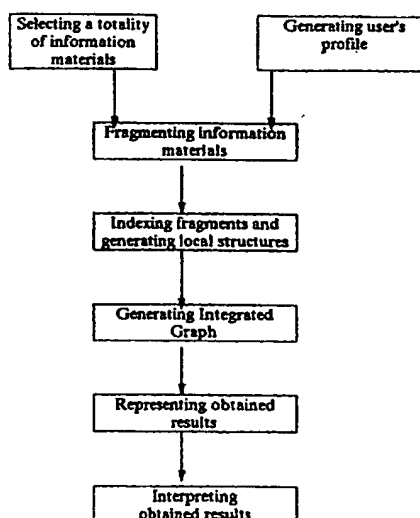 Selecting a totality
of information
materials
Generating user's
profile
Fragmenting information
materials
Indexing fragments and
generating local structures
Generating Integrated
Graph
Representing obtained
results
Interpreting
obtained results